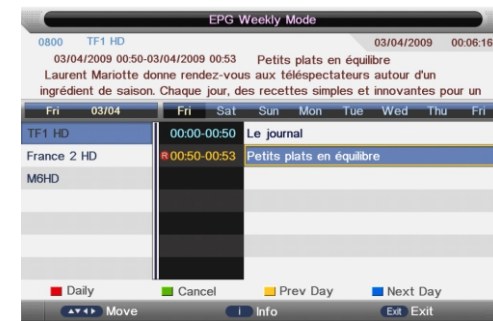 EPG Weekly Mode
0800 TF1 HD 03/04/2009 00:06:16
03/04/2009 00:50-03/04/2009 00:53 Petits plats en équilibre
Laurent Mariotte donne rendez-vous aux téléspectateurs autour d'un
ingrédient de saison. Chaque jour, des recettes simples et innovantes pour un
Fri 03/04 Fri Sat Sun Mon Tue Wed Thu Fri
TF1 HD 00:00-00:50 Le journal
France 2 HD R 00:50-00:53 Petits plats en équilibre
M6HD
Daily Cancel Prev Day Next Day
Move i Info Exit Exit